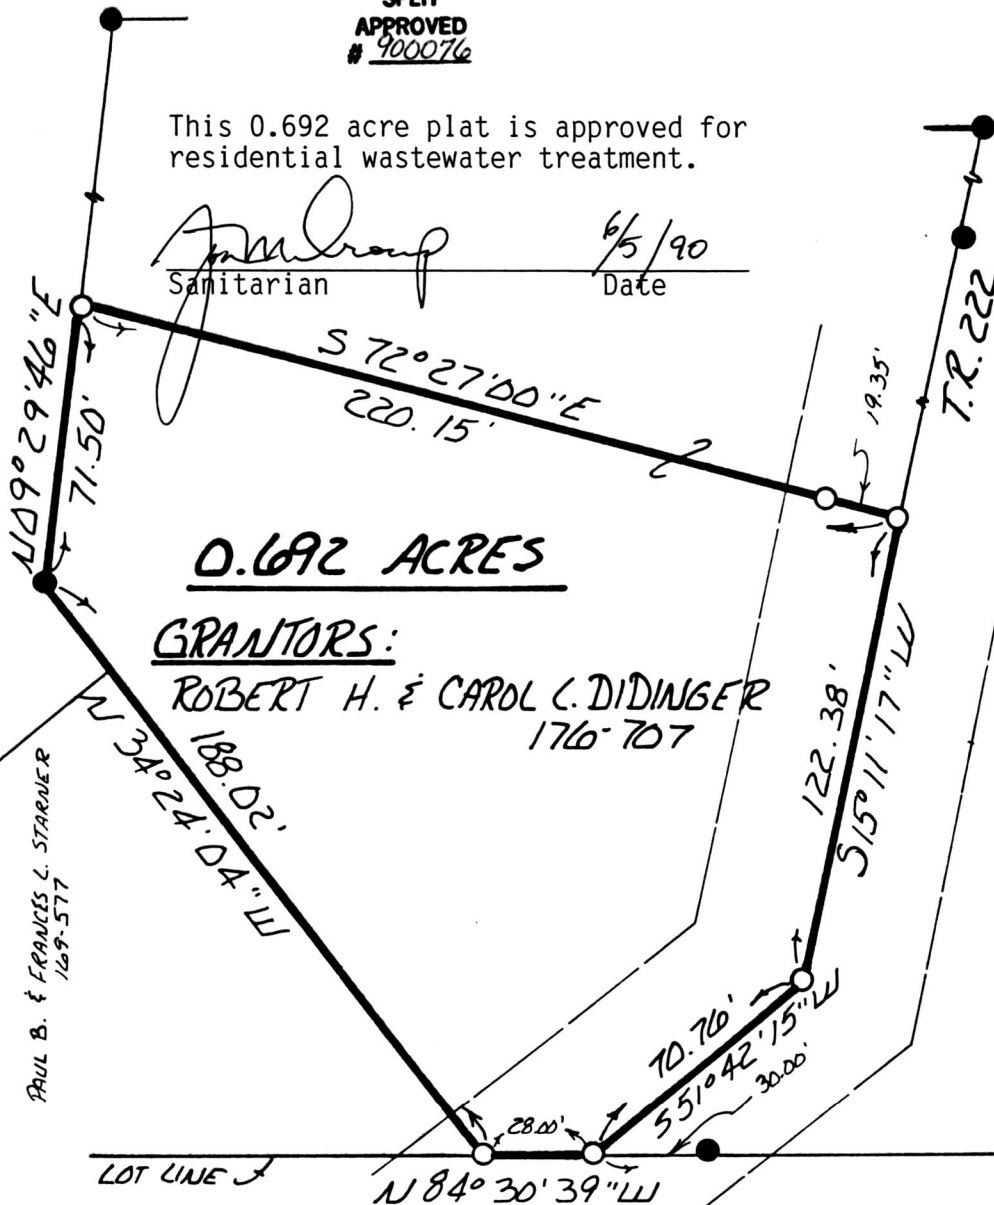 SPLIT
APPROVED
# 900076
This 0.692 acre plat is approved for
residential wastewater treatment.
6/5/90
Sanitarian Date
T.R. 222
19.35'
S 72° 27' 00" E
220.15'
N 09° 29' 46" E
71.50'
0.692 ACRES
GRANTORS:
ROBERT H. & CAROL L. DIDINGER
176-707
122.38'
S 15° 11' 17" W
188.02'
N 34° 24' 04" W
PAUL B. & FRANCES L. STARNER
169-577
70.76'
S 51° 42' 15" W
30.00'
28.00'
LOT LINE
N 84° 30' 39" W